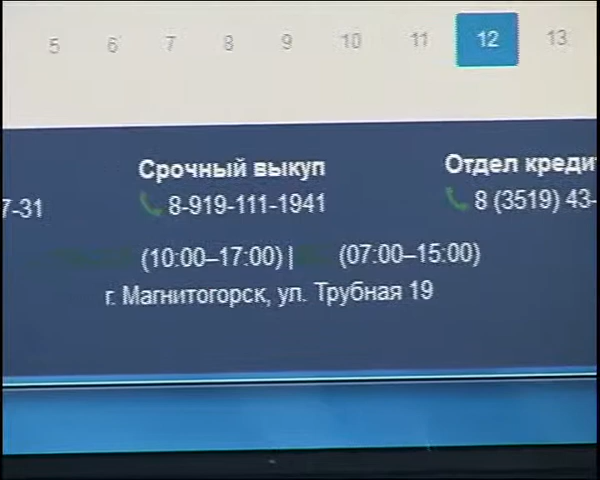 5 6 7 8 9 10 11 12 13
Срочный выкуп Отдел креди
7-31 8-919-111-1941 8 (3519) 43-
(10:00–17:00) | (07:00–15:00)
г. Магнитогорск, ул. Трубная 19